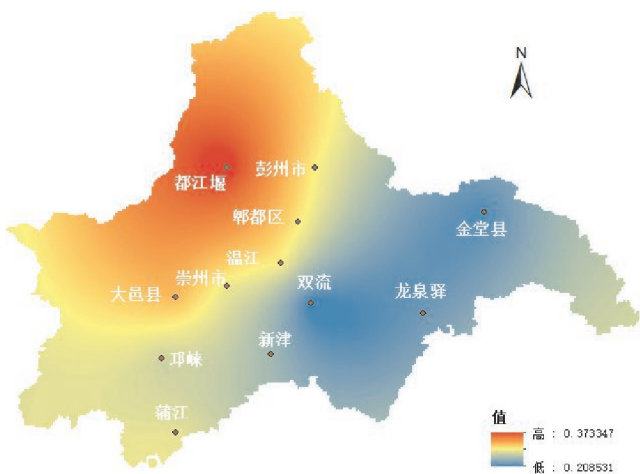 N
都江堰
彭州市
郫都区
金堂县
温江
崇州市
大邑县
双流
龙泉驿
新津
邛崃
蒲江
值
高 : 0.373347
低 : 0.208531